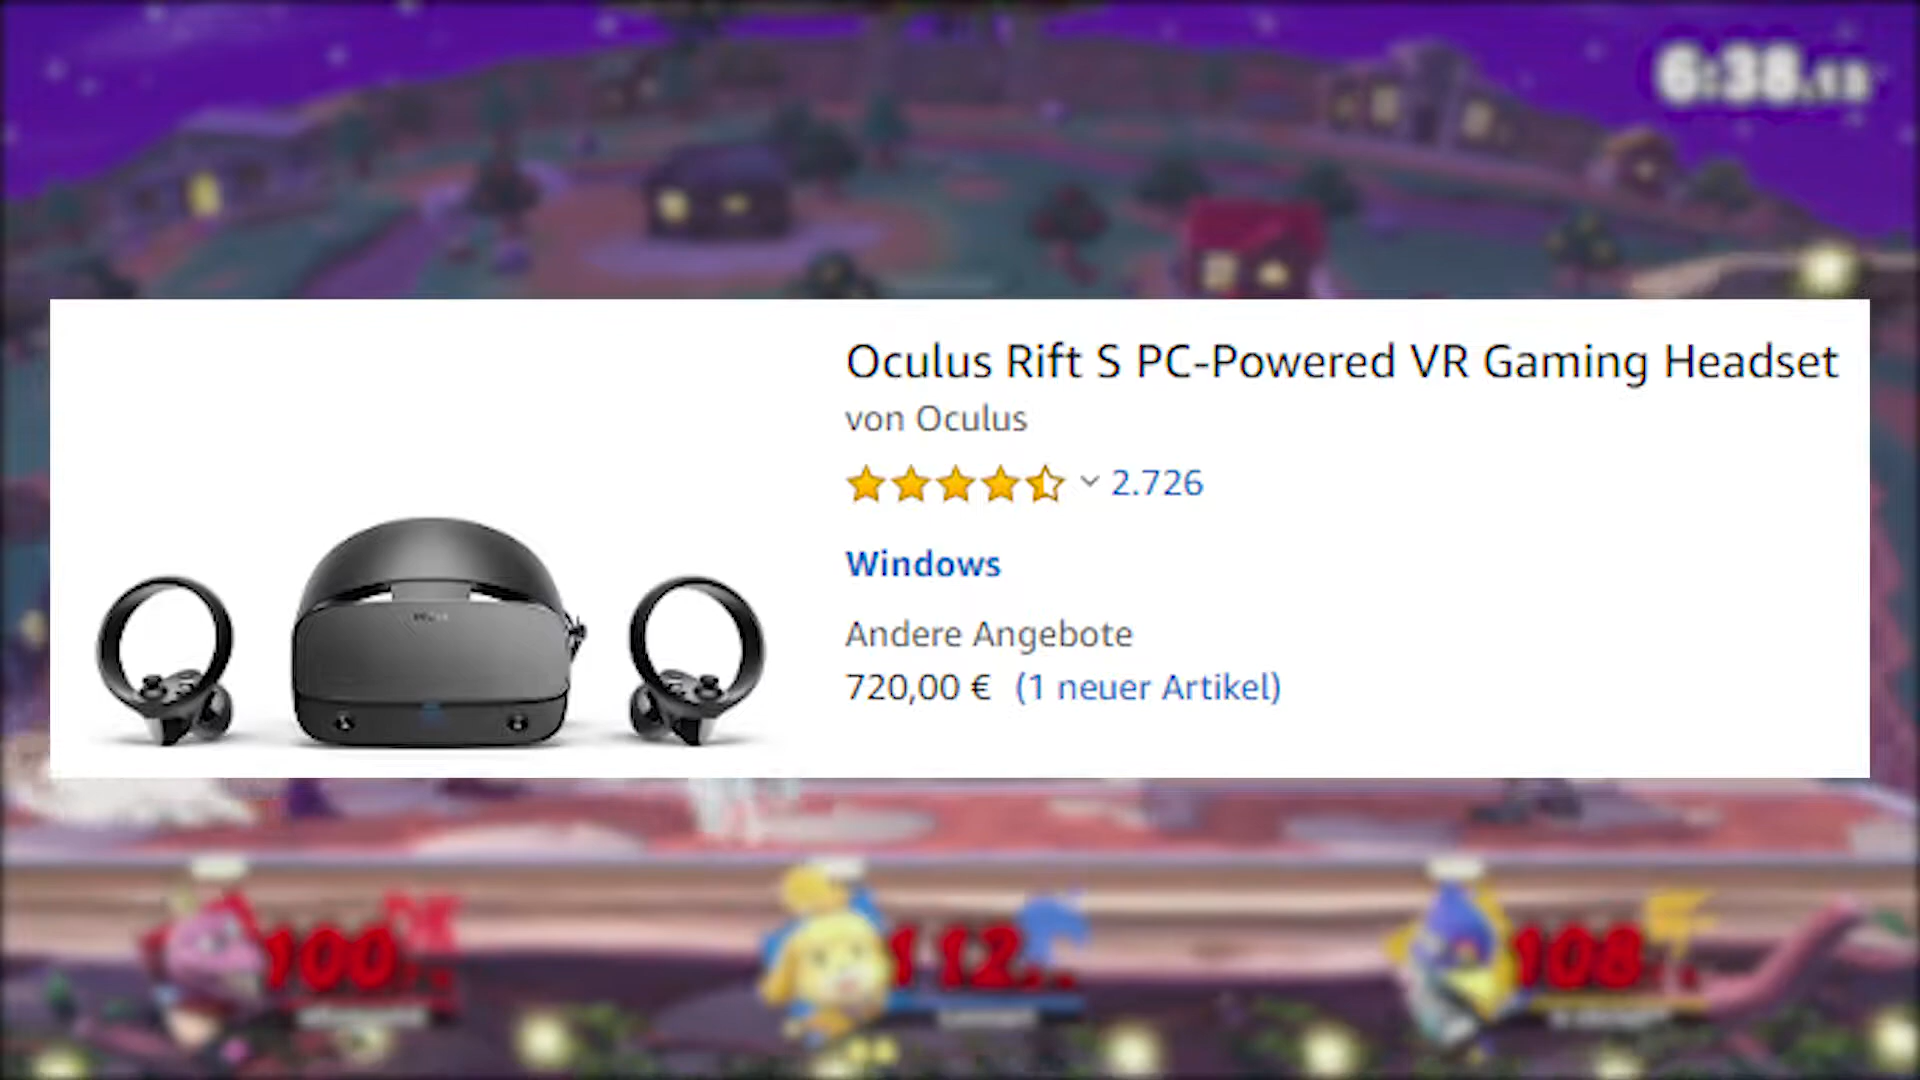 6:38.13
Oculus Rift S PC-Powered VR Gaming Headset
von Oculus
2.726
Windows
Andere Angebote
720,00 € (1 neuer Artikel)
100
112
108